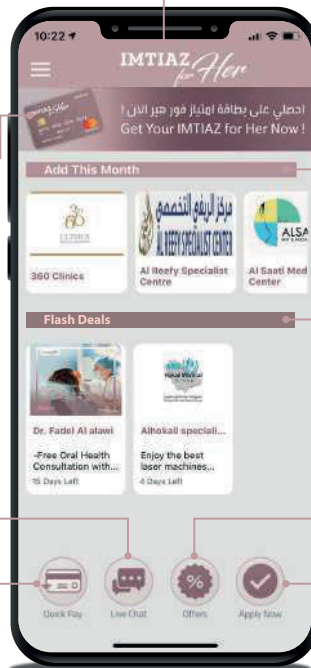 10:22
IMTIAZ
for Her
احصلي على بطاقة امتياز فور هير الآن !
Get Your IMTIAZ for Her Now !
Add This Month
360
CLINICS
مركز الريفي التخصصي
AL REEFY SPECIALIST CENTER
ALSA
360 Clinics
Al Reefy Specialist
Centre
Al Saati Med
Center
Flash Deals
Dr. Fadel Al alawi
Alhokail speciali...
-Free Oral Health
Consultation with...
Enjoy the best
laser machines...
15 Days Left
4 Days Left
Quick Pay
Live Chat
Offers
Apply Now